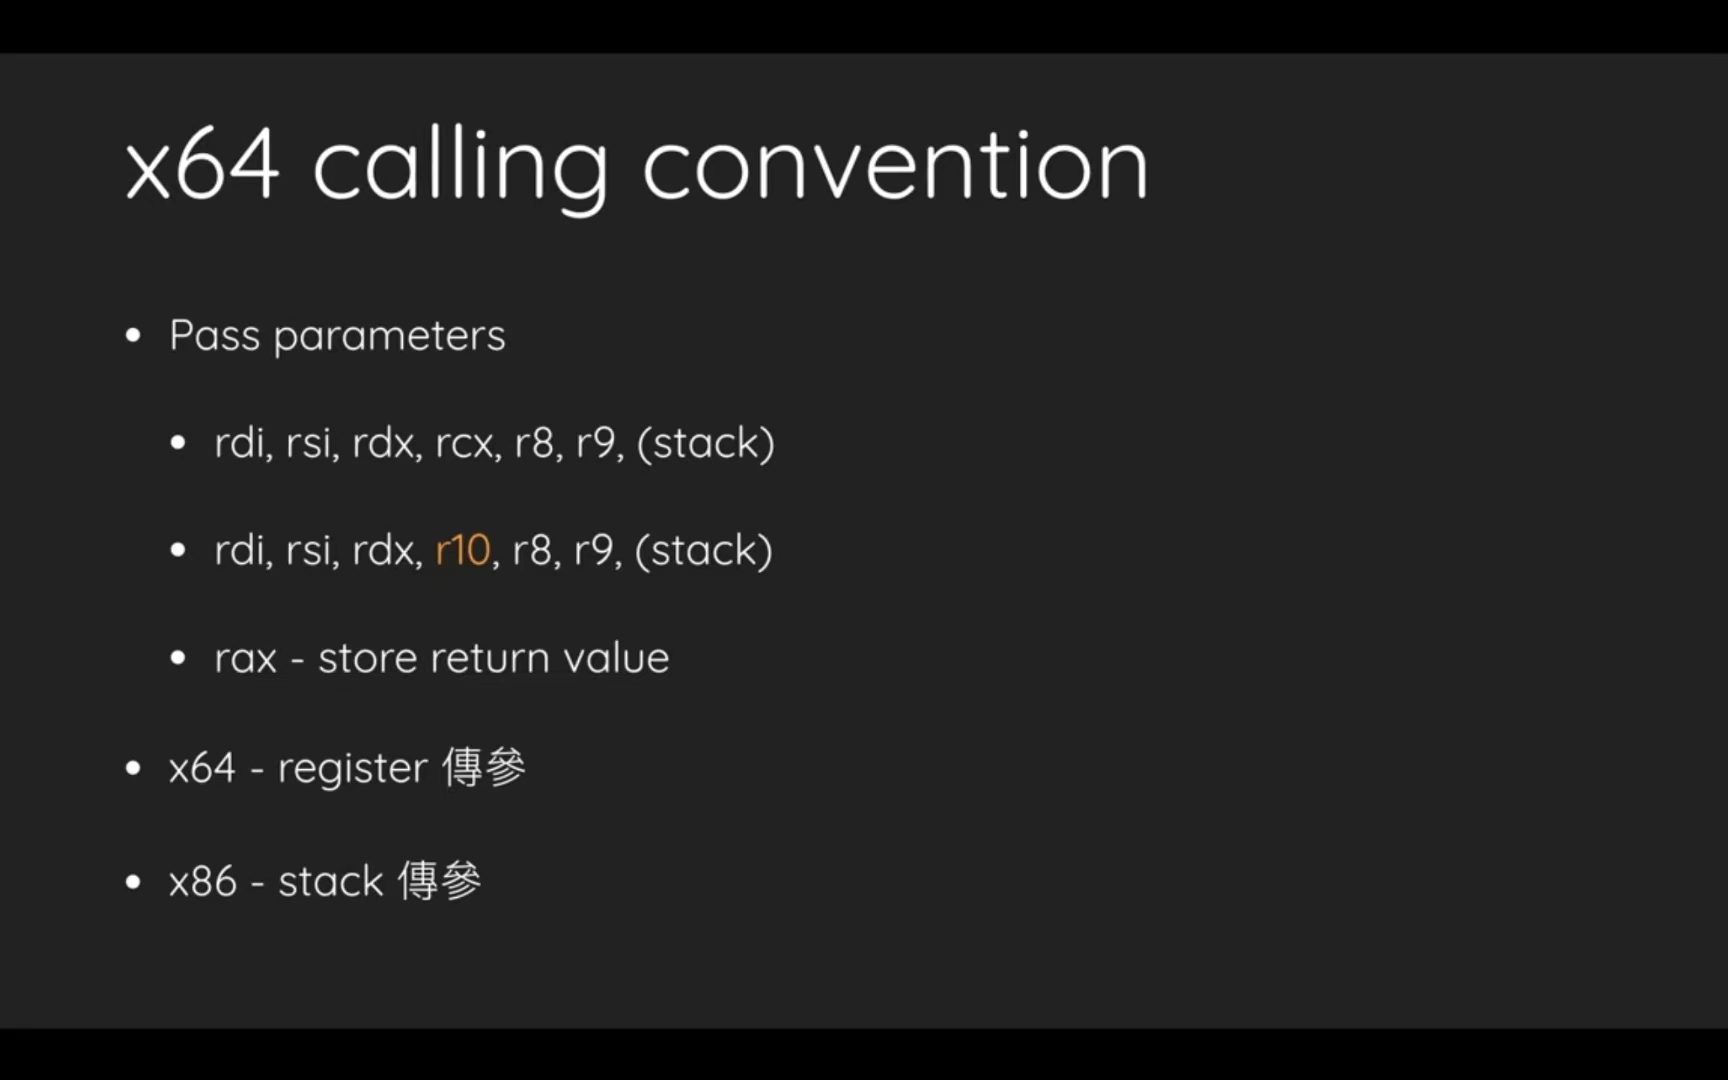 x64 calling convention
• Pass parameters
• rdi, rsi, rdx, rcx, r8, r9, (stack)
• rdi, rsi, rdx, r10, r8, r9, (stack)
• rax - store return value
• x64 - register 傳參
• x86 - stack 傳參